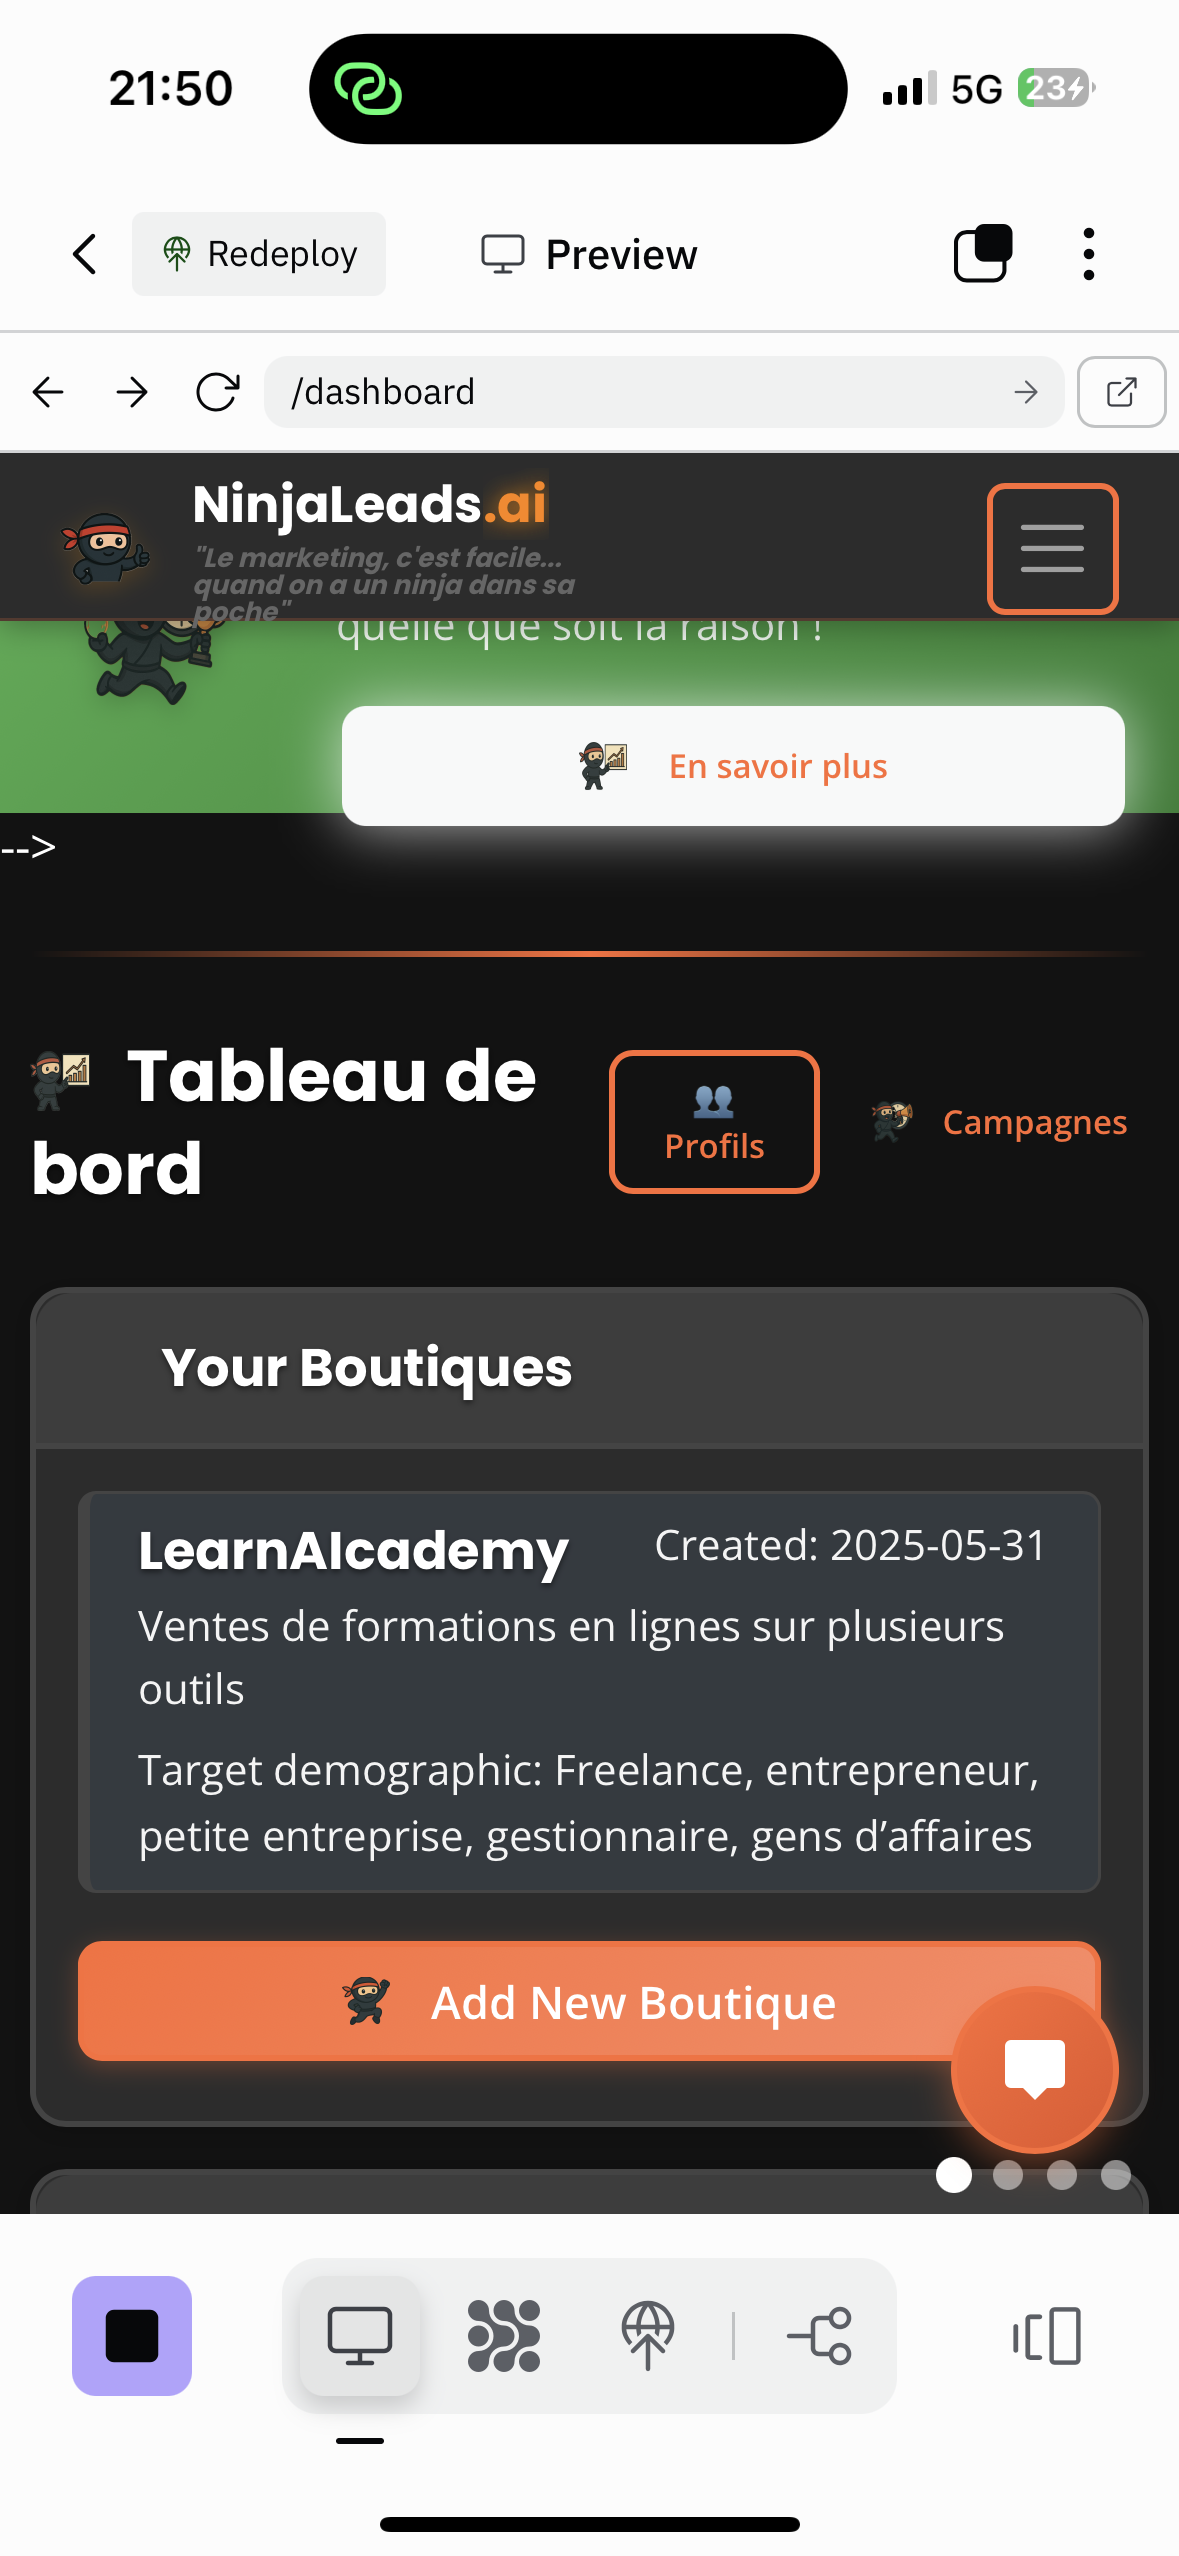 21:50
5G
23
Redeploy
Preview
/dashboard
NinjaLeads.ai
"Le marketing, c'est facile...
quand on a un ninja dans sa
poche"
quelle que soit la raison !
En savoir plus
-->
Tableau de
bord
Profils
Campagnes
Your Boutiques
LearnAIcademy
Created: 2025-05-31
Ventes de formations en lignes sur plusieurs
outils
Target demographic: Freelance, entrepreneur,
petite entreprise, gestionnaire, gens d’affaires
Add New Boutique